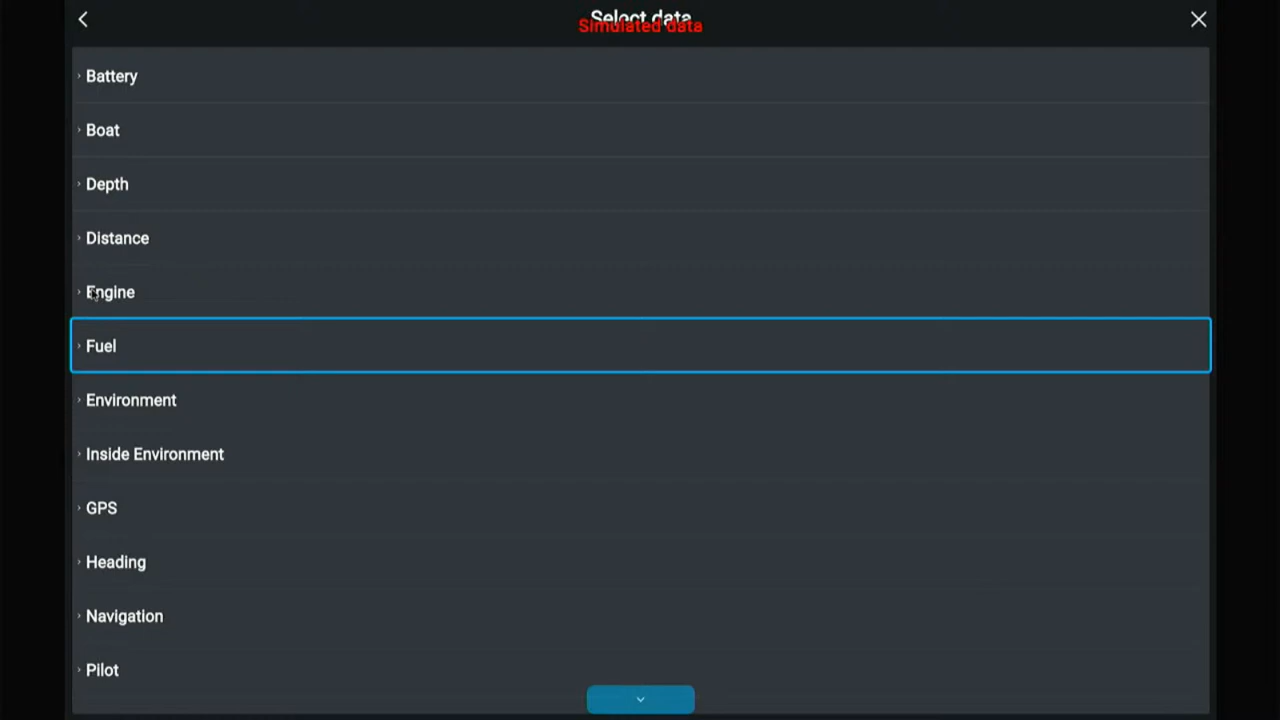 Select data
Simulated data
Battery
Boat
Depth
Distance
Engine
Fuel
Environment
Inside Environment
GPS
Heading
Navigation
Pilot